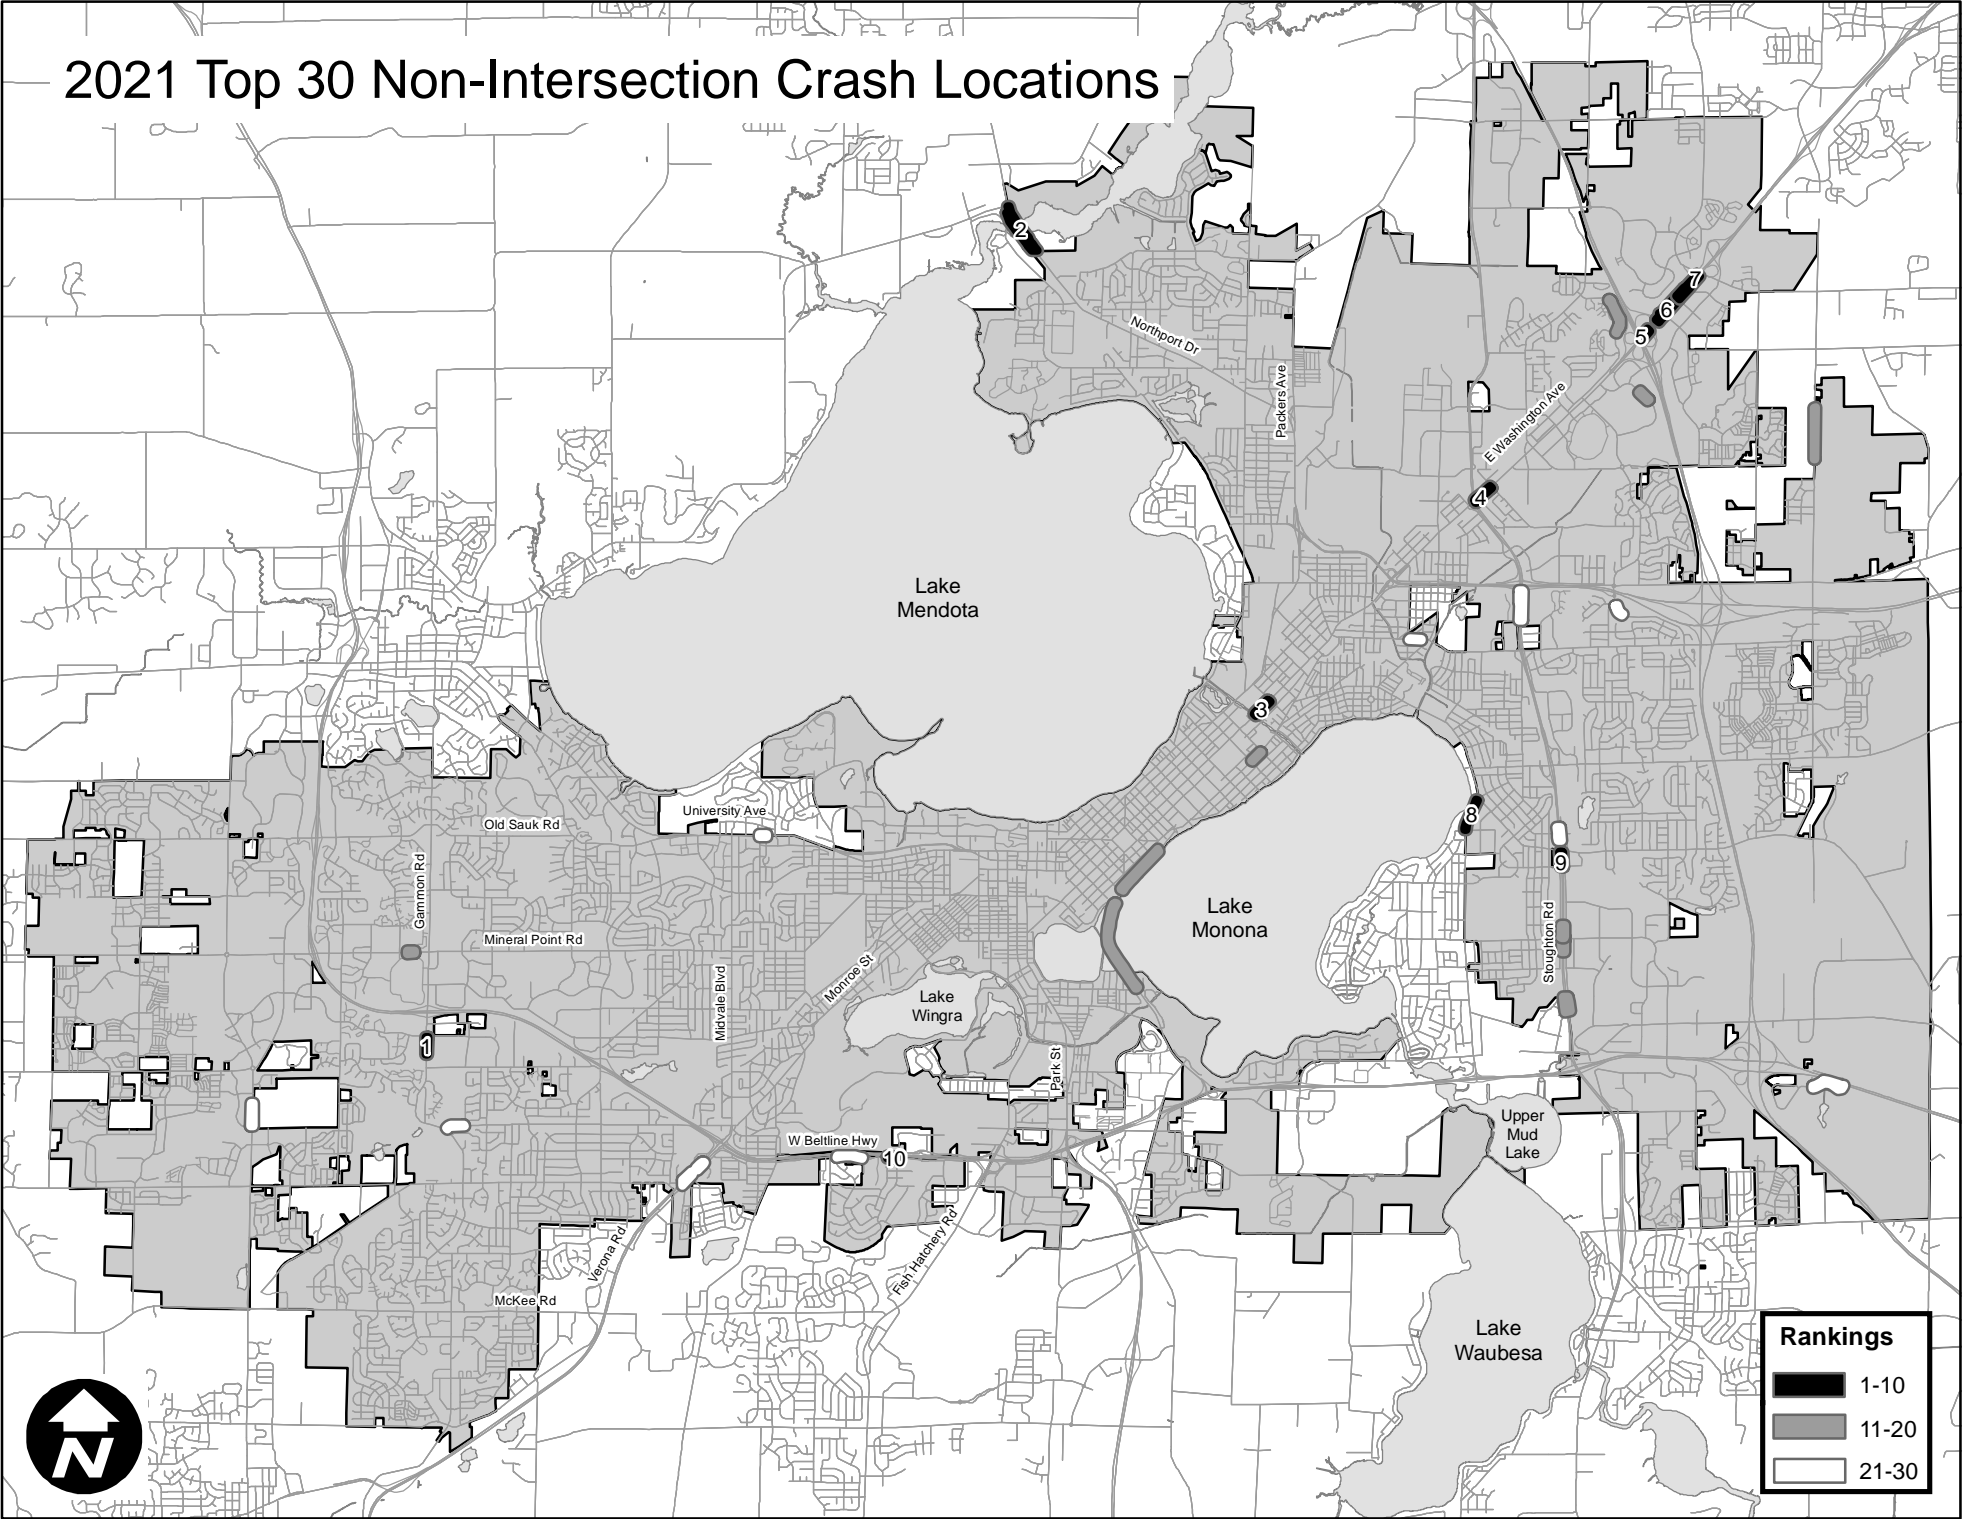 2021 Top 30 Non-Intersection Crash Locations
2
7
6
5
Northport Dr
Packers Ave
E Washington Ave
4
Lake
Mendota
3
University Ave
Old Sauk Rd
8
9
Gammon Rd
Lake
Monona
Mineral Point Rd
Stoughton Rd
Monroe St
Midvale Blvd
Lake
Wingra
1
Park St
Upper
Mud
Lake
W Beltline Hwy
10
Verona Rd
Fish Hatchery Rd
McKee Rd
Lake
Waubesa
Rankings
1-10
11-20
21-30
N